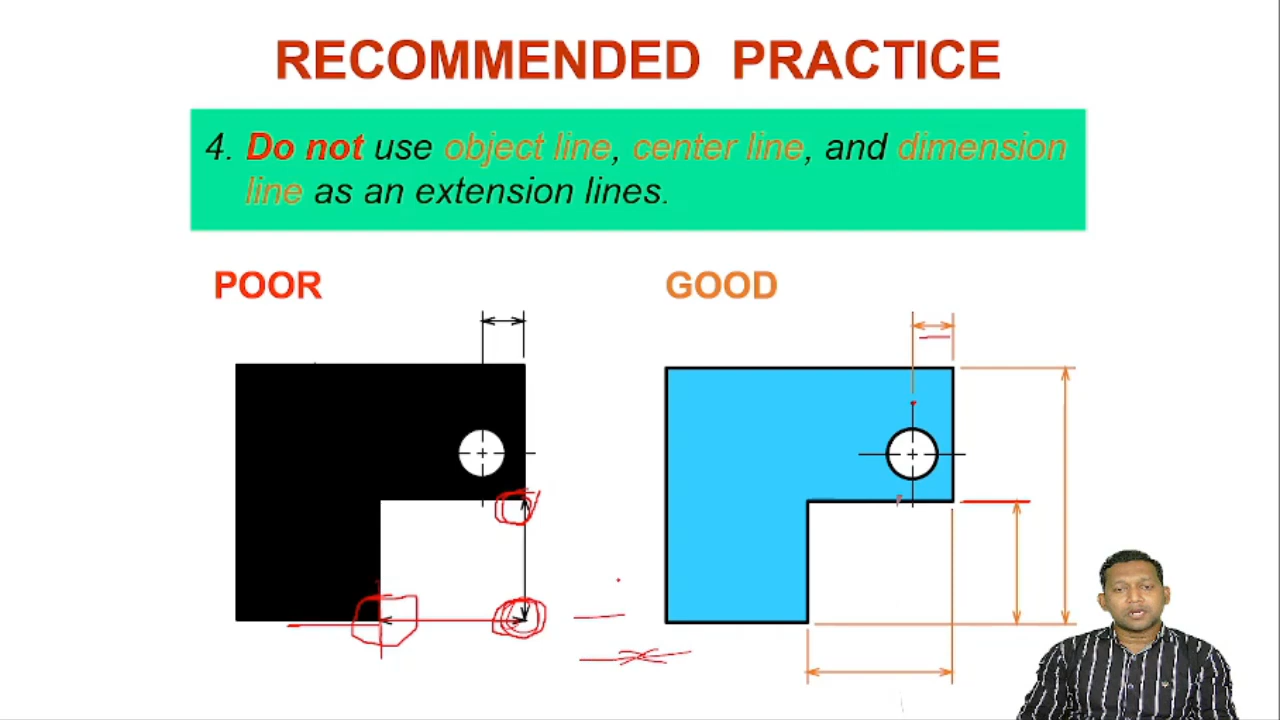 RECOMMENDED PRACTICE
4. Do not use object line, center line, and dimension
line as an extension lines.
POOR
GOOD